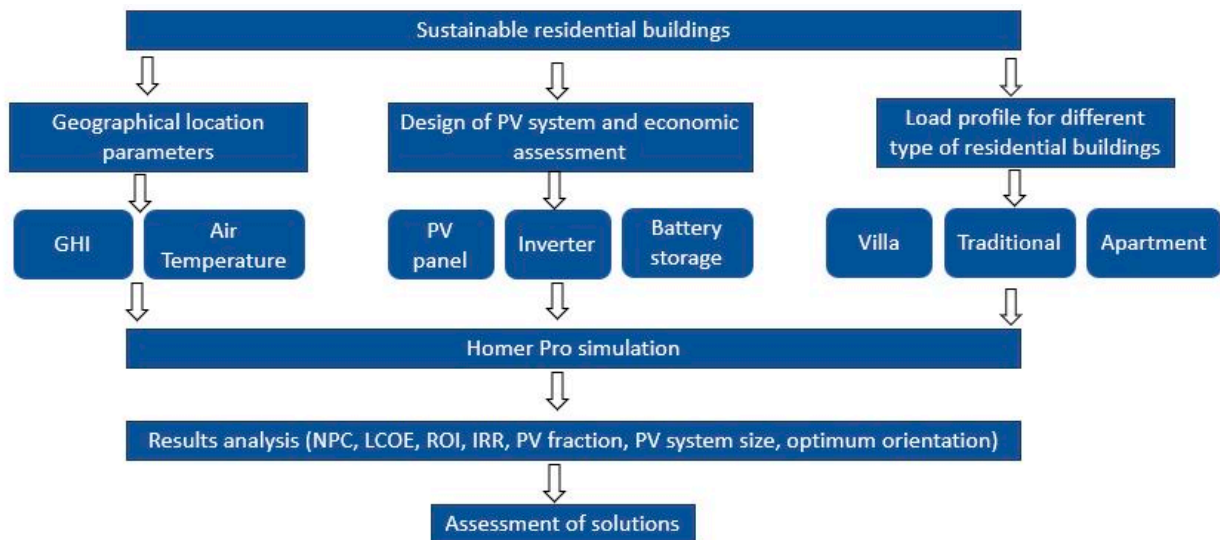 Sustainable residential buildings
Geographical location
parameters
Design of PV system and economic
assessment
Load profile for different
type of residential buildings
GHI
Air
Temperature
PV
panel
Inverter
Battery
storage
Villa
Traditional
Apartment
Homer Pro simulation
Results analysis (NPC, LCOE, ROI, IRR, PV fraction, PV system size, optimum orientation)
Assessment of solutions